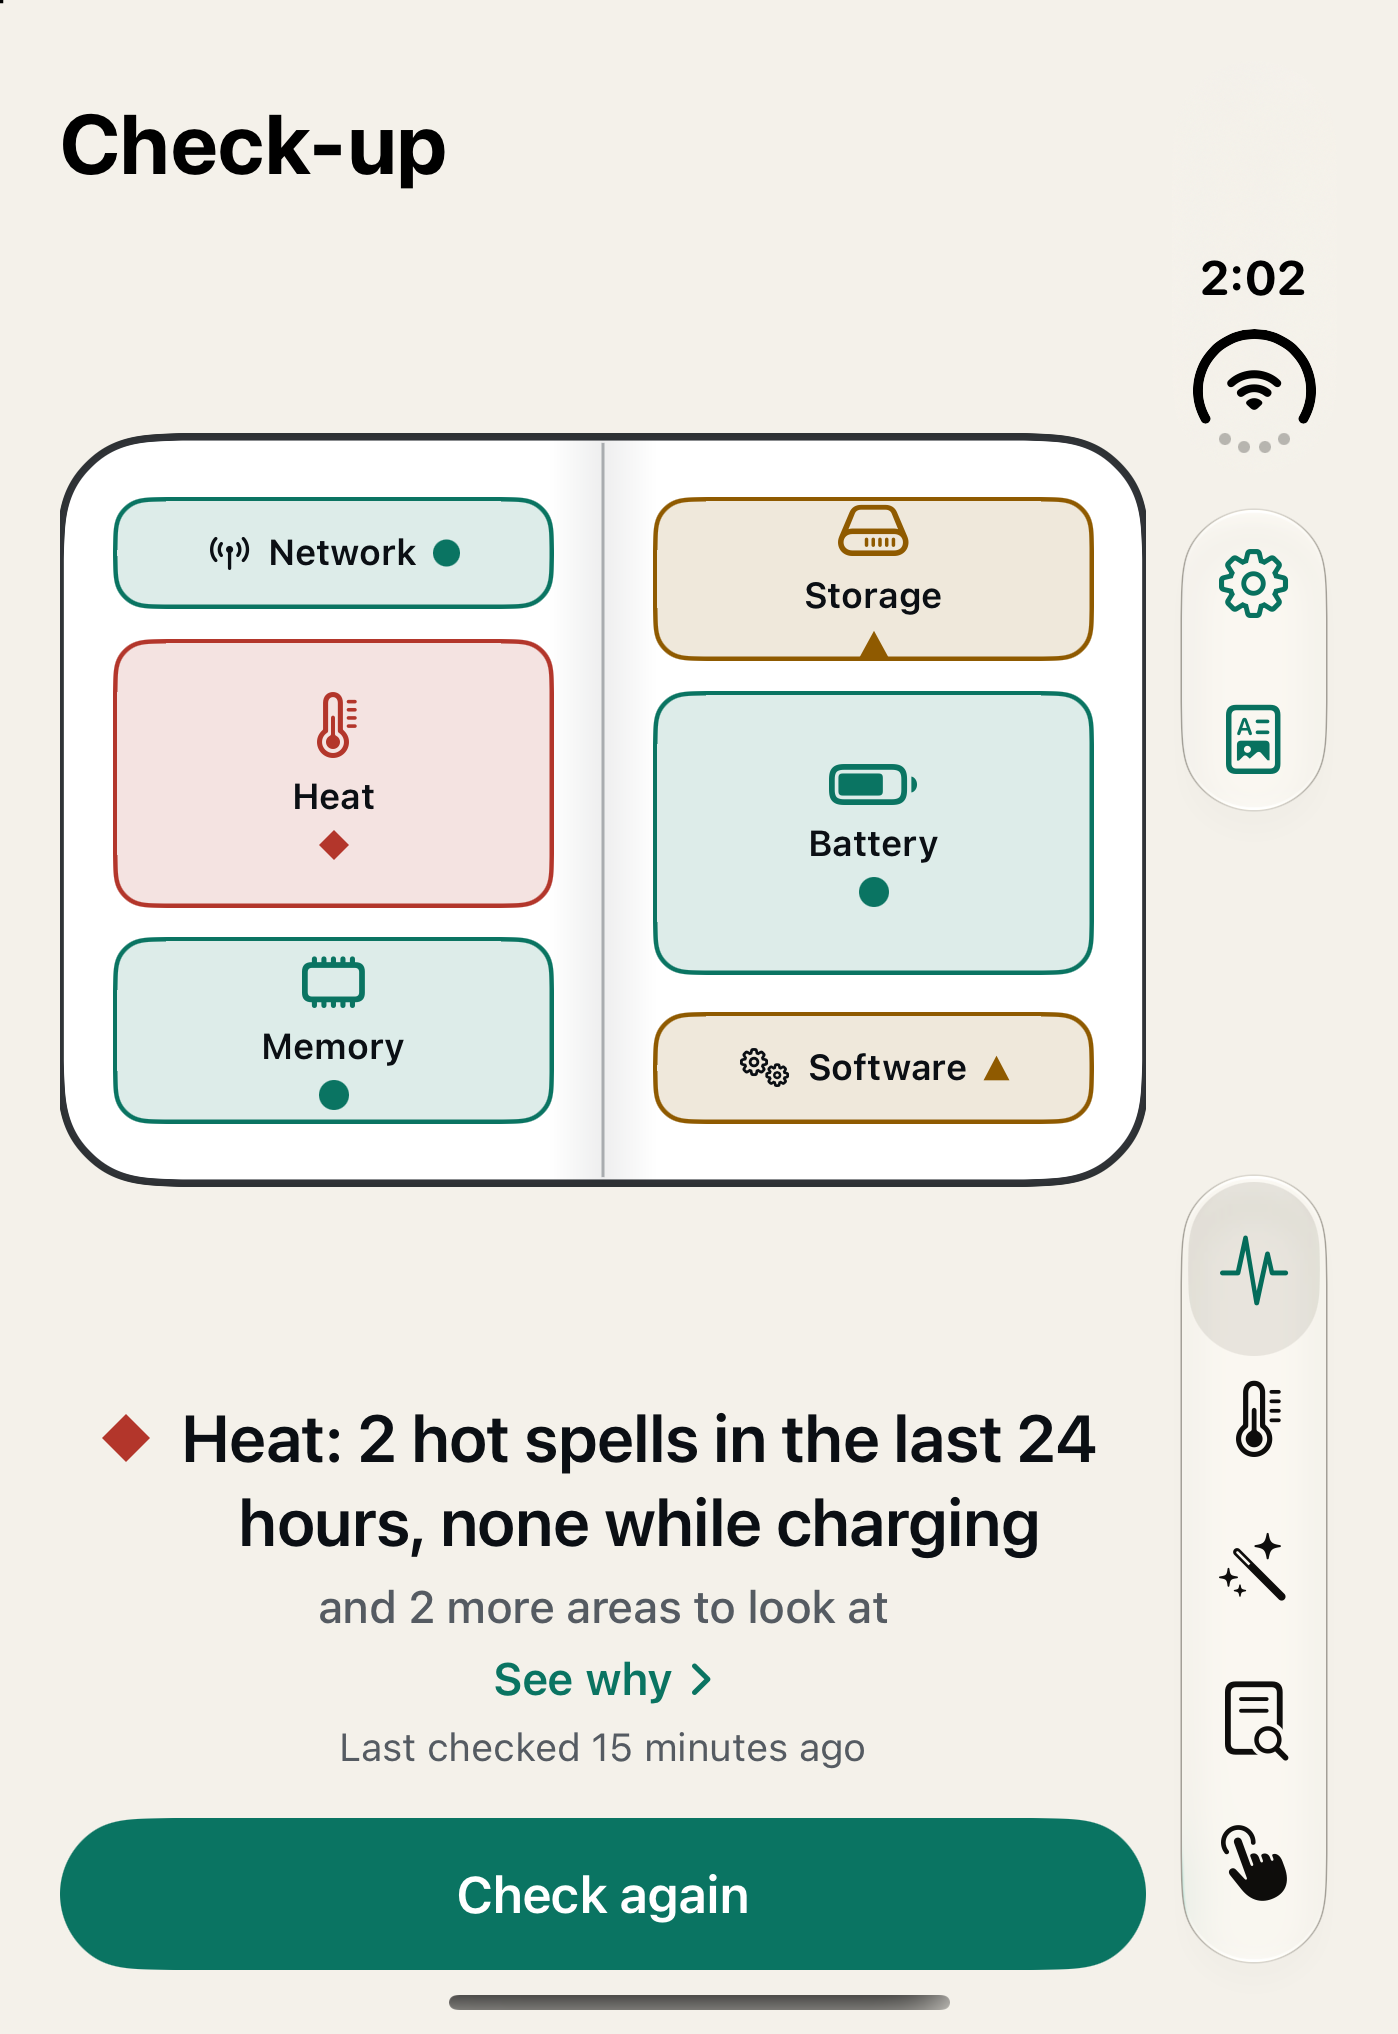 Check-up
2:02
Network
Storage
Heat
Battery
Memory
Software
A
Heat: 2 hot spells in the last 24
hours, none while charging
and 2 more areas to look at
See why
Last checked 15 minutes ago
Check again